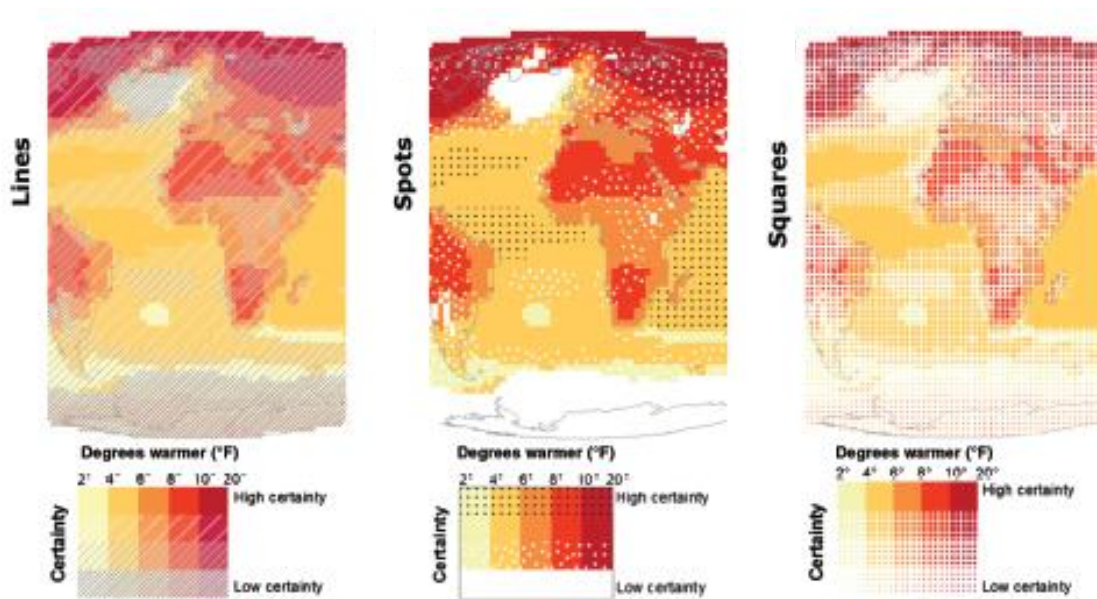 Lines
Degrees warmer (°F)
2° 4° 6° 8° 10° 20°
Certainty
High certainty
Low certainty
Spots
Degrees warmer (°F)
2° 4° 6° 8° 10° 20°
Certainty
High certainty
Low certainty
Squares
Degrees warmer (°F)
2° 4° 6° 8° 10° 20°
Certainty
High certainty
Low certainty